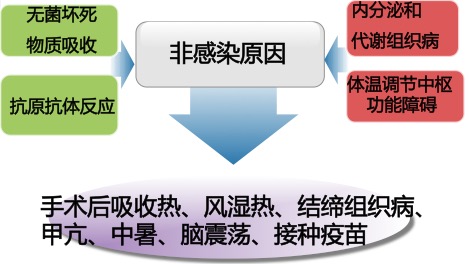 无菌坏死
物质吸收
抗原抗体反应
非感染原因
内分泌和
代谢组织病
体温调节中枢
功能障碍
手术后吸收热、风湿热、结缔组织病、
甲亢、中暑、脑震荡、接种疫苗